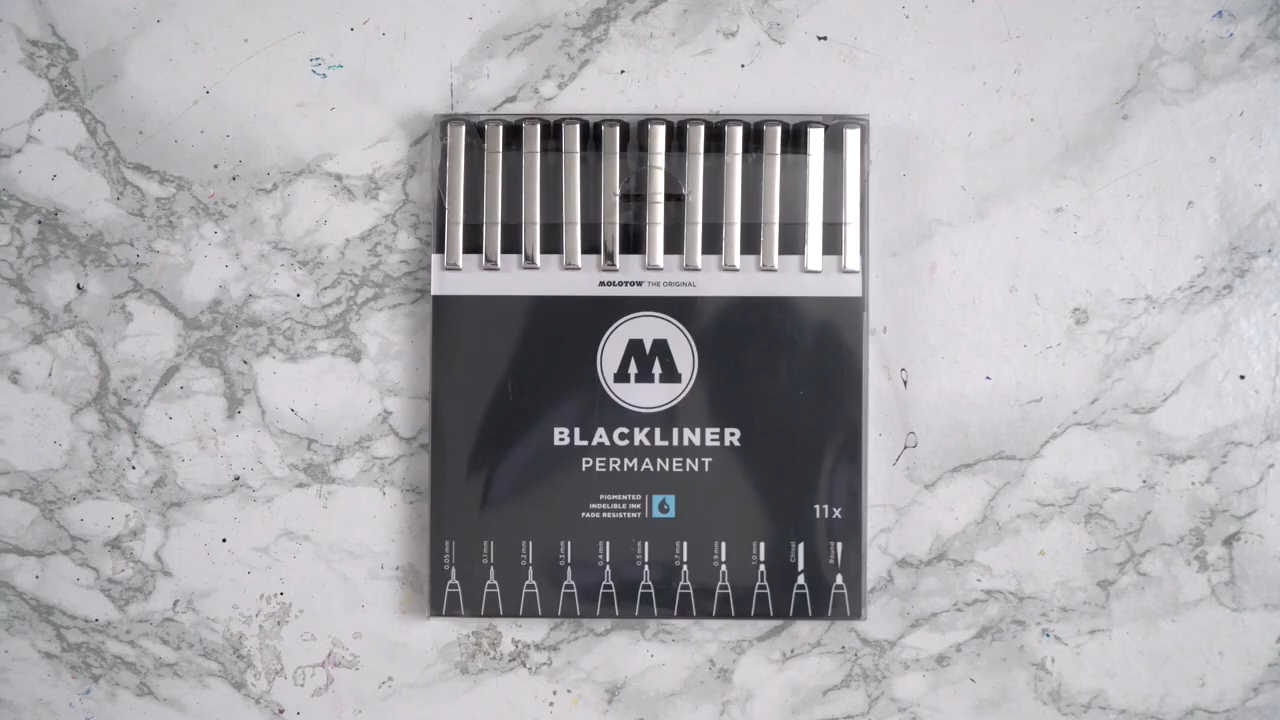 MOLOTOW THE ORIGINAL
M
BLACKLINER
PERMANENT
PIGMENTED
INDELIBLE INK
FADE RESISTENT
11x
0.05 mm
0.1 mm
0.2 mm
0.3 mm
0.4 mm
0.5 mm
0.7 mm
0.9 mm
1.0 mm
Chisel
Round